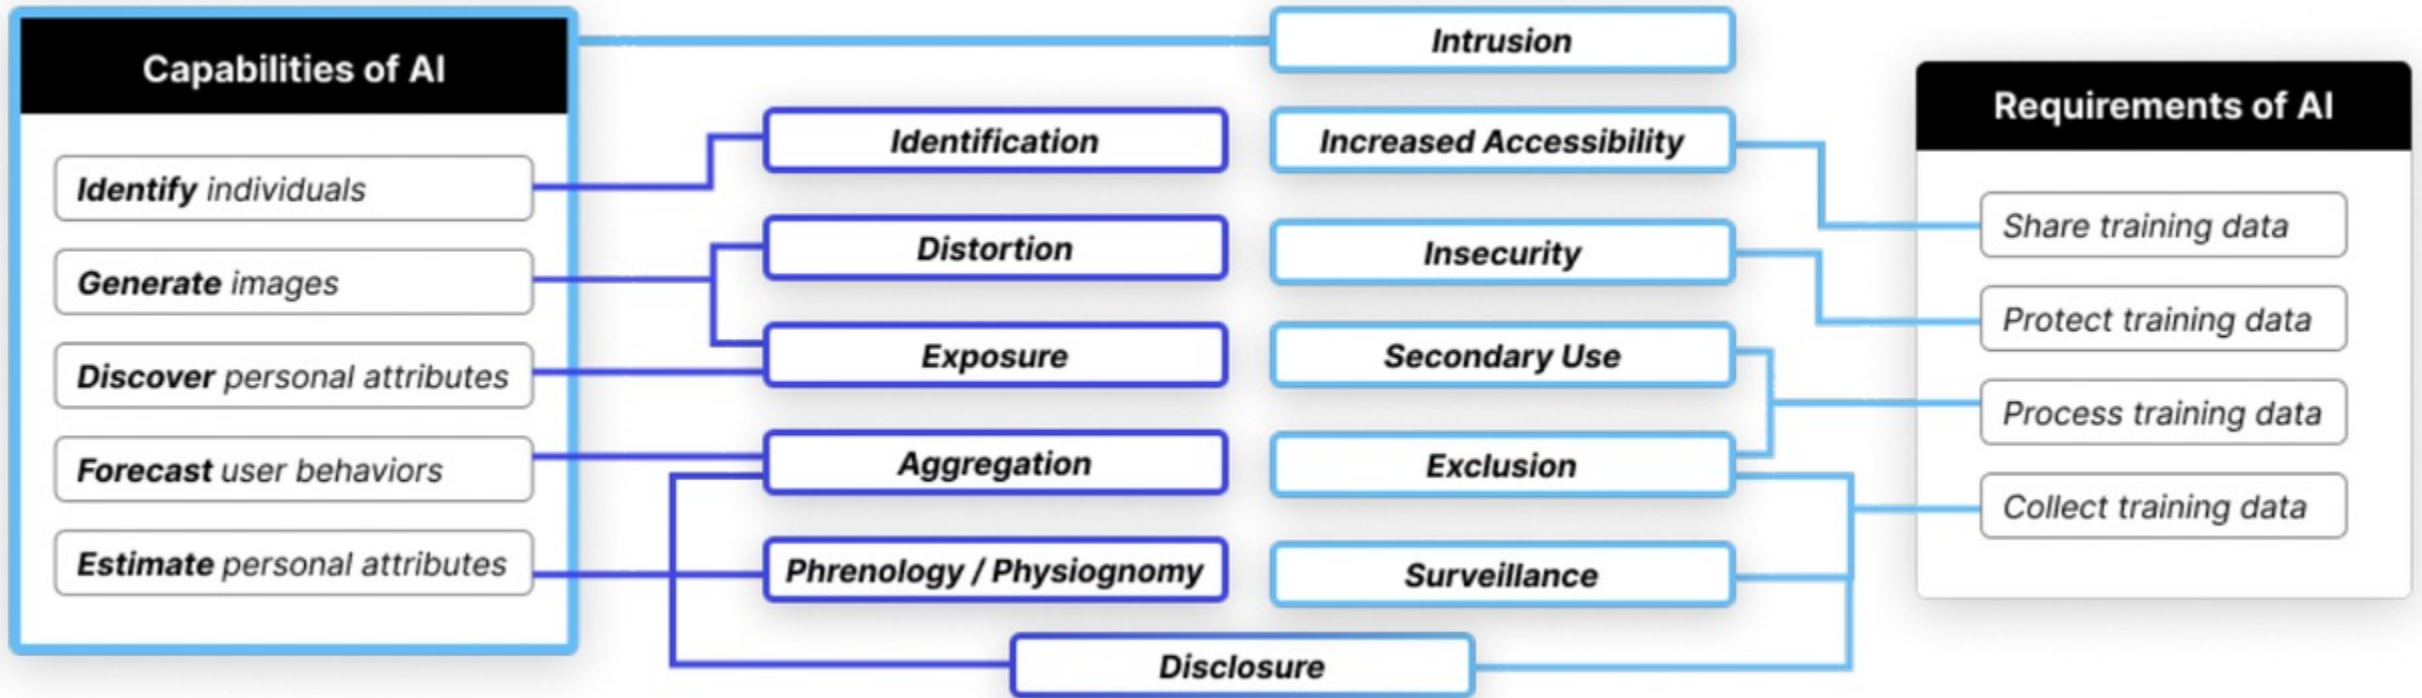 Capabilities of AI
Identify individuals
Generate images
Discover personal attributes
Forecast user behaviors
Estimate personal attributes
Identification
Distortion
Exposure
Aggregation
Phrenology / Physiognomy
Disclosure
Intrusion
Increased Accessibility
Insecurity
Secondary Use
Exclusion
Surveillance
Requirements of AI
Share training data
Protect training data
Process training data
Collect training data